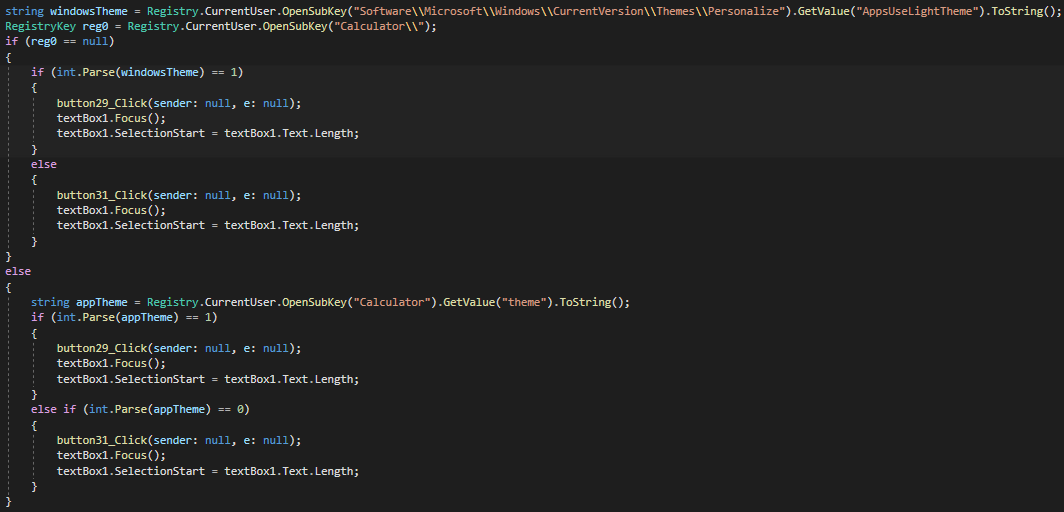 string windowsTheme = Registry.CurrentUser.OpenSubKey("Software\\Microsoft\\Windows\\CurrentVersion\\Themes\\Personalize").GetValue("AppsUseLightTheme").ToString();
RegistryKey reg0 = Registry.CurrentUser.OpenSubKey("Calculator\\");
if (reg0 == null)
{
    if (int.Parse(windowsTheme) == 1)
    {
        button29_Click(sender: null, e: null);
        textBox1.Focus();
        textBox1.SelectionStart = textBox1.Text.Length;
    }
    else
    {
        button31_Click(sender: null, e: null);
        textBox1.Focus();
        textBox1.SelectionStart = textBox1.Text.Length;
    }
}
else
{
    string appTheme = Registry.CurrentUser.OpenSubKey("Calculator").GetValue("theme").ToString();
    if (int.Parse(appTheme) == 1)
    {
        button29_Click(sender: null, e: null);
        textBox1.Focus();
        textBox1.SelectionStart = textBox1.Text.Length;
    }
    else if (int.Parse(appTheme) == 0)
    {
        button31_Click(sender: null, e: null);
        textBox1.Focus();
        textBox1.SelectionStart = textBox1.Text.Length;
    }
}